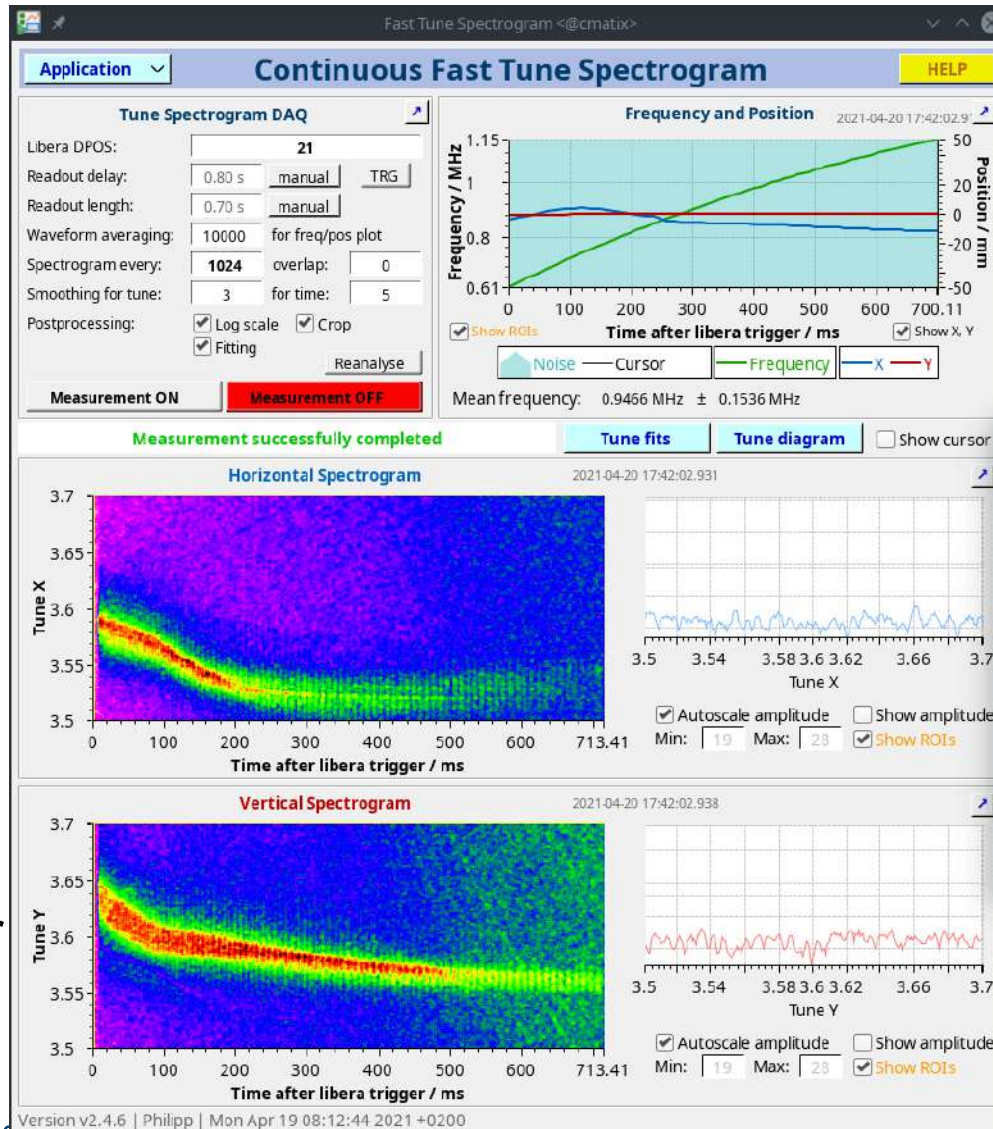 Fast Tune Spectrogram <@cmatix>
Application
Continuous Fast Tune Spectrogram
HELP
Tune Spectrogram DAQ
Libera DPOS: 21
Readout delay: 0.80 s manual TRG
Readout length: 0.70 s manual
Waveform averaging: 10000 for freq/pos plot
Spectrogram every: 1024 overlap: 0
Smoothing for tune: 3 for time: 5
Postprocessing: Log scale Crop
Fitting
Reanalyse
Measurement ON Measurement OFF
Frequency and Position
2021-04-20 17:42:02.9
Frequency / MHz
1.15
1
0.8
0.61
50
20
0
-20
-50
Position / mm
0 100 200 300 400 500 600 700.11
Show ROIs Time after libera trigger / ms Show X, Y
Noise Cursor Frequency X Y
Mean frequency: 0.9466 MHz ± 0.1536 MHz
Measurement successfully completed Tune fits Tune diagram Show cursor
Horizontal Spectrogram 2021-04-20 17:42:02.931
Tune X
3.7
3.65
3.6
3.55
3.5
0 100 200 300 400 500 600 713.41
Time after libera trigger / ms
3.5 3.54 3.58 3.6 3.62 3.66 3.7
Tune X
Autoscale amplitude Show amplitude
Min: 19 Max: 28 Show ROIs
Vertical Spectrogram 2021-04-20 17:42:02.938
Tune Y
3.7
3.65
3.6
3.55
3.5
0 100 200 300 400 500 600 713.41
Time after libera trigger / ms
3.5 3.54 3.58 3.6 3.62 3.66 3.7
Tune Y
Autoscale amplitude Show amplitude
Min: 19 Max: 28 Show ROIs
Version v2.4.6 | Philipp | Mon Apr 19 08:12:44 2021 +0200